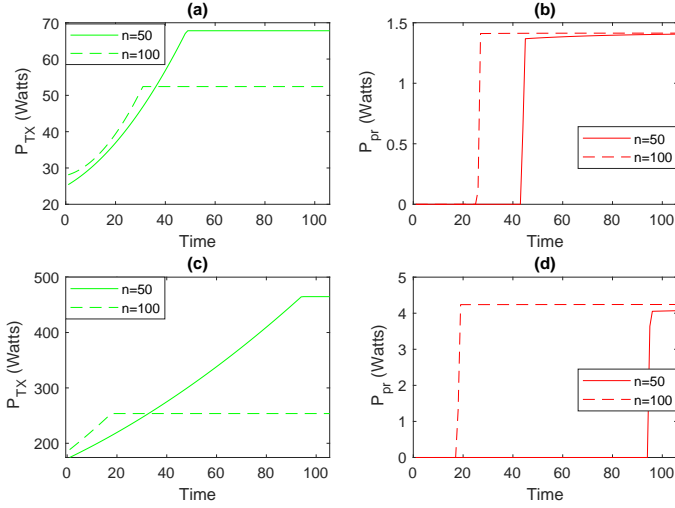 (a)
70
60
50
40
30
20
P_TX (Watts)
n=50
n=100
0 20 40 60 80 100
Time
(b)
1.5
1
0.5
0
P_pr (Watts)
n=50
n=100
0 20 40 60 80 100
Time
(c)
500
400
300
200
P_TX (Watts)
n=50
n=100
0 20 40 60 80 100
Time
(d)
5
4
3
2
1
0
P_pr (Watts)
n=50
n=100
0 20 40 60 80 100
Time